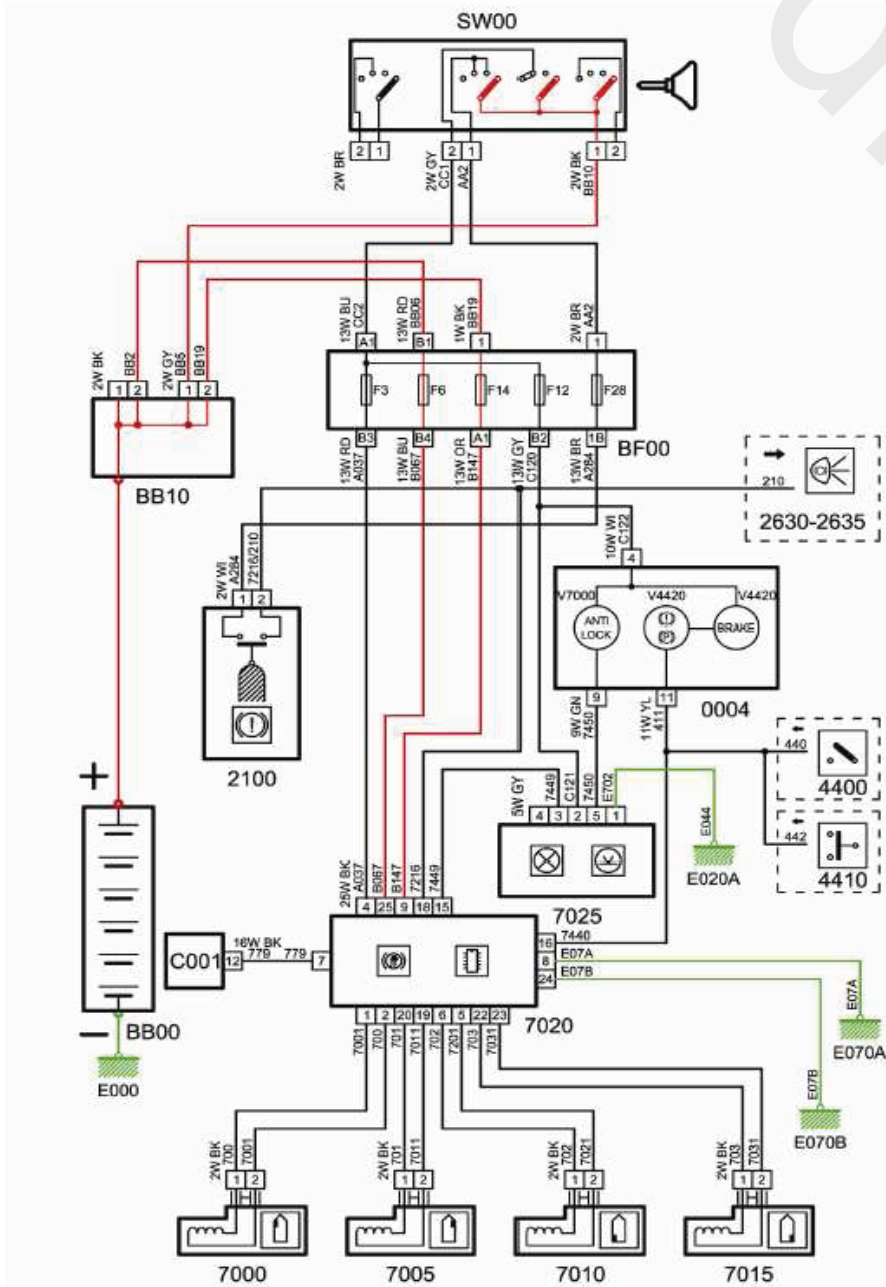 SW00
2 1
2 1
1 2
2W BR
2W GY
CC1
AA2
2W BK
BB10
13W BU
CC2
13W RD
BB06
1W BK
BB19
2W BR
AA2
A1 B1 1 1
2W BK
BB2
2W GY
BB5
BB19
1 2 1 2
F3 F6 F14 F12 F28
B3 B4 A1 B2 1B
BF00
13W RD
A037
13W BU
B067
13W OR
B147
13W GY
C120
13W BR
A284
BB10
210
2630-2635
10W WI
C122
4
2W WI
A284
7216/210
1 2
V7000 V4420 V4420
ANTI
LOCK
(!)
(P)
BRAKE
9 11
0004
9W GN
7450
11W YL
411
(!)
2100
440
4400
442
4410
+
5W GY
7449
C121
7450
E702
4 3 2 5 1
E044
E020A
7025
25W BK
A037
B067
B147
7216
7449
4 25 9 18 15
C001
12
16W BK
779 779
7
16
7440
8
E07A
24
E07B
7020
1 2 20 19 6 5 22 23
7001
700
701
7011
702
7201
703
7031
− BB00
E000
E07A
E070A
E07B
E070B
2W BK
700
7001
2W BK
701
7011
2W BK
702
7021
2W BK
703
7031
1 2
1 2
1 2
1 2
7000 7005 7010 7015